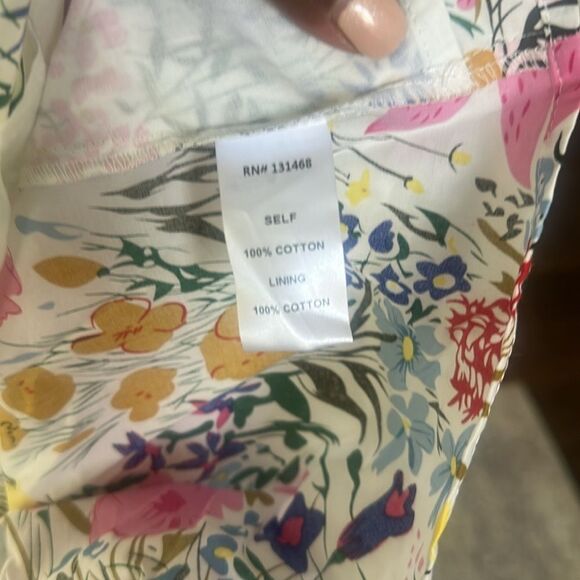 RN# 131468
SELF
100% COTTON
LINING
100% COTTON